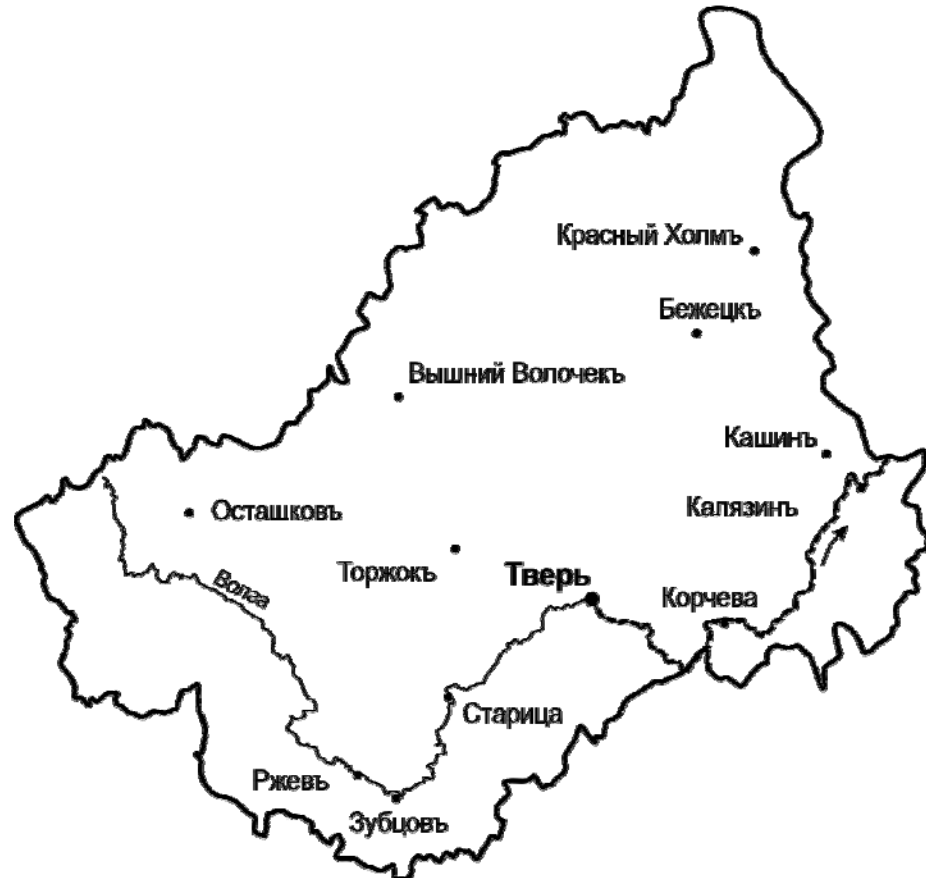 Красный Холмъ
Бежецкъ
Вышний Волочекъ
Кашинъ
Осташковъ
Калязинъ
Торжокъ
Тверь
Волга
Корчева
Старица
Ржевъ
Зубцовъ